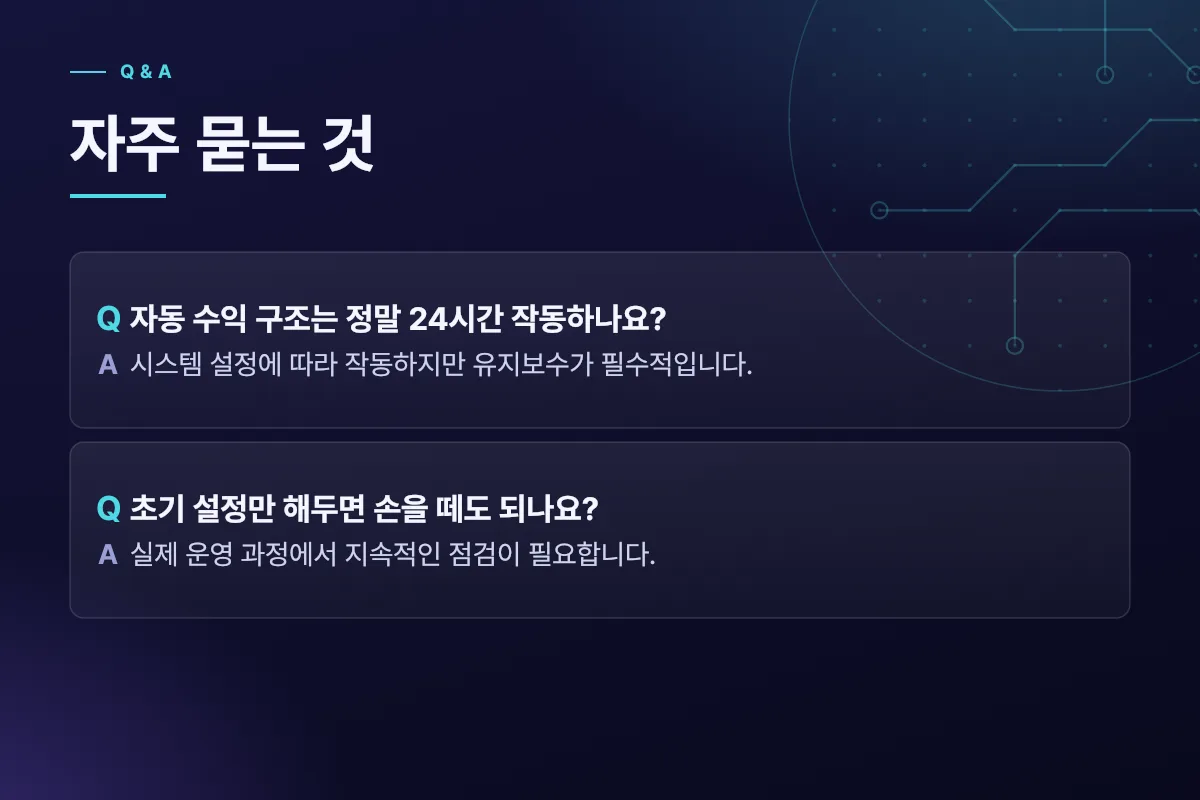 Q & A
자주 묻는 것
Q 자동 수익 구조는 정말 24시간 작동하나요?
A 시스템 설정에 따라 작동하지만 유지보수가 필수적입니다.
Q 초기 설정만 해두면 손을 떼도 되나요?
A 실제 운영 과정에서 지속적인 점검이 필요합니다.